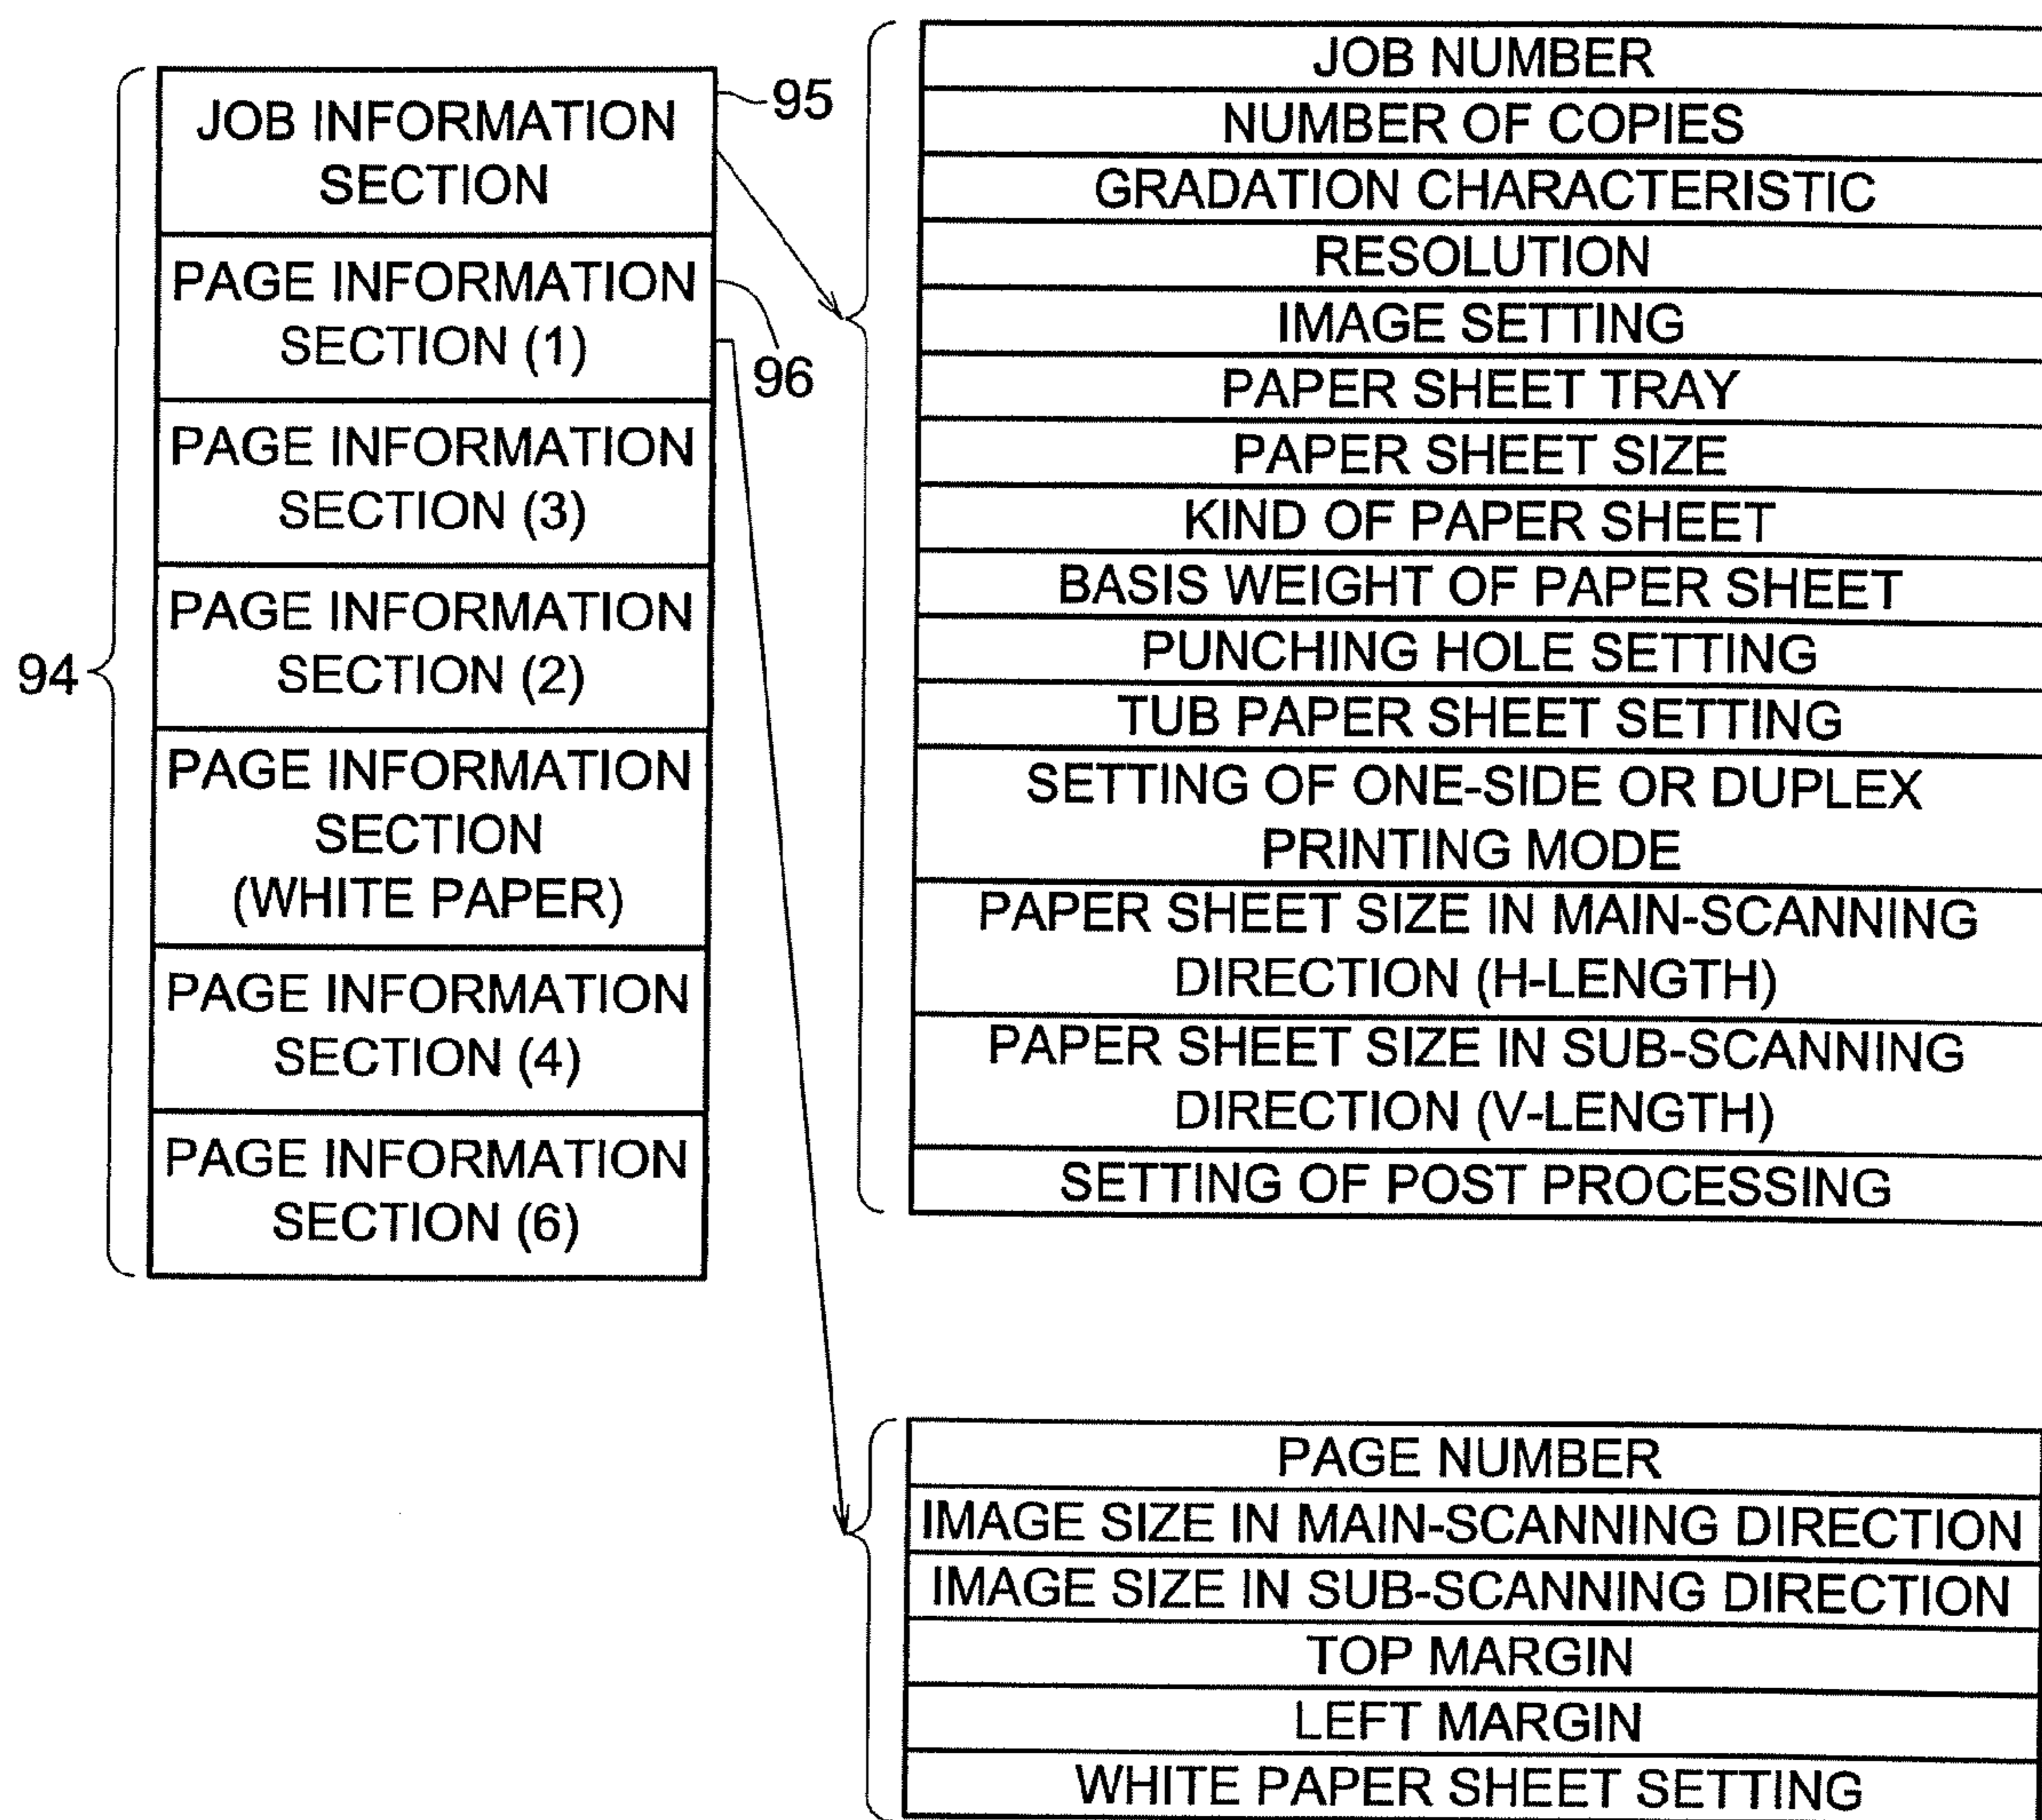 94
JOB INFORMATION
SECTION
95
PAGE INFORMATION
SECTION (1)
96
PAGE INFORMATION
SECTION (3)
PAGE INFORMATION
SECTION (2)
PAGE INFORMATION
SECTION
(WHITE PAPER)
PAGE INFORMATION
SECTION (4)
PAGE INFORMATION
SECTION (6)
JOB NUMBER
NUMBER OF COPIES
GRADATION CHARACTERISTIC
RESOLUTION
IMAGE SETTING
PAPER SHEET TRAY
PAPER SHEET SIZE
KIND OF PAPER SHEET
BASIS WEIGHT OF PAPER SHEET
PUNCHING HOLE SETTING
TUB PAPER SHEET SETTING
SETTING OF ONE-SIDE OR DUPLEX
PRINTING MODE
PAPER SHEET SIZE IN MAIN-SCANNING
DIRECTION (H-LENGTH)
PAPER SHEET SIZE IN SUB-SCANNING
DIRECTION (V-LENGTH)
SETTING OF POST PROCESSING
PAGE NUMBER
IMAGE SIZE IN MAIN-SCANNING DIRECTION
IMAGE SIZE IN SUB-SCANNING DIRECTION
TOP MARGIN
LEFT MARGIN
WHITE PAPER SHEET SETTING